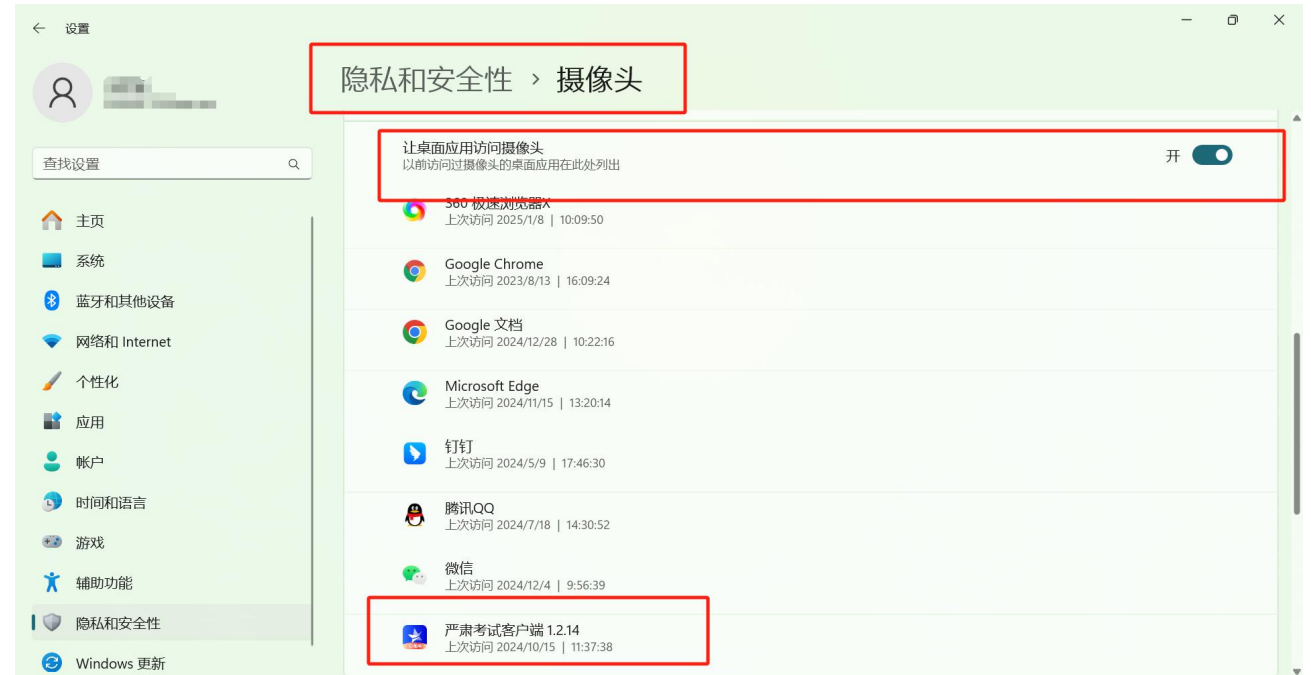 设置
隐私和安全性 › 摄像头
查找设置
主页
系统
蓝牙和其他设备
网络和 Internet
个性化
应用
帐户
时间和语言
游戏
辅助功能
隐私和安全性
Windows 更新
让桌面应用访问摄像头
以前访问过摄像头的桌面应用在此处列出
开
360 极速浏览器X
上次访问 2025/1/8 | 10:09:50
Google Chrome
上次访问 2023/8/13 | 16:09:24
Google 文档
上次访问 2024/12/28 | 10:22:16
Microsoft Edge
上次访问 2024/11/15 | 13:20:14
钉钉
上次访问 2024/5/9 | 17:46:30
腾讯QQ
上次访问 2024/7/18 | 14:30:52
微信
上次访问 2024/12/4 | 9:56:39
严肃考试客户端 1.2.14
上次访问 2024/10/15 | 11:37:38